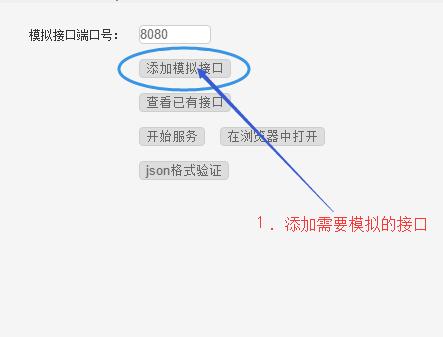 模拟接口端口号： 8080
添加模拟接口
查看已有接口
开始服务 在浏览器中打开
json格式验证
1．添加需要模拟的接口